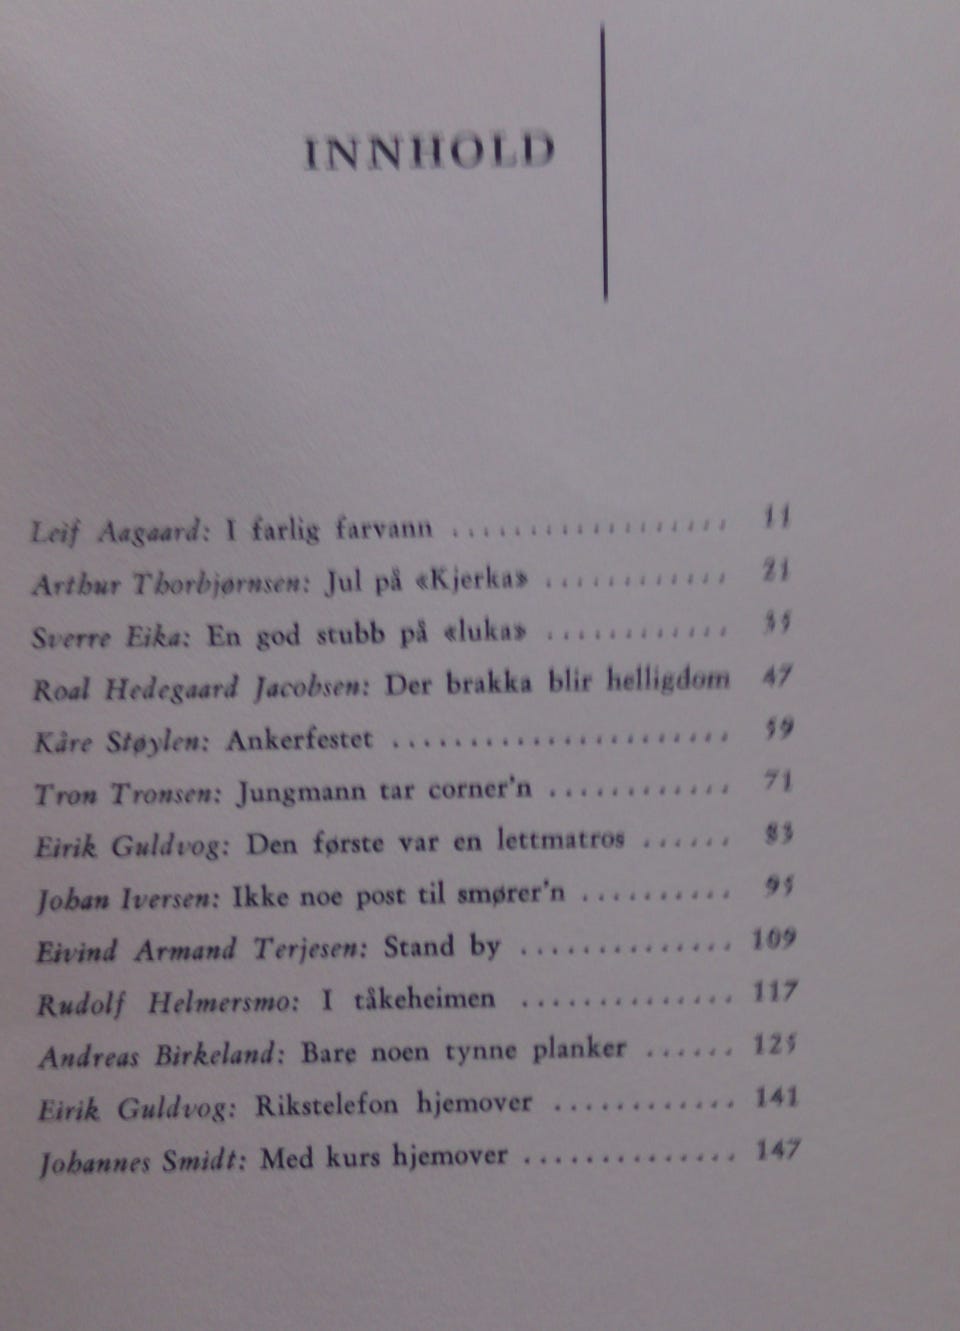 INNHOLD
Leif Aagaard: I farlig farvann .................. 11
Arthur Thorbjørnsen: Jul på «Kjerka» ............ 21
Sverre Eika: En god stubb på «luka» ............ 35
Roal Hedegaard Jacobsen: Der brakka blir helligdom 47
Kåre Støylen: Ankerfestet ...................... 59
Tron Tronsen: Jungmann tar corner'n ............ 71
Eirik Guldvog: Den første var en lettmatros ...... 83
Johan Iversen: Ikke noe post til smører'n .......... 95
Eivind Armand Terjesen: Stand by .............. 109
Rudolf Helmersmo: I tåkeheimen .............. 117
Andreas Birkeland: Bare noen tynne planker ...... 125
Eirik Guldvog: Rikstelefon hjemover ............ 141
Johannes Smidt: Med kurs hjemover .............. 147